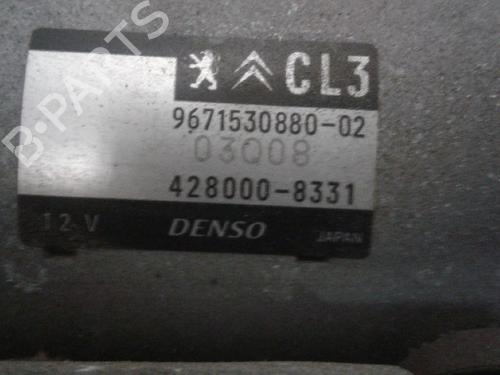 B-PARTS
CL3
9671530880-02
03Q08
428000-8331
12V DENSO JAPAN